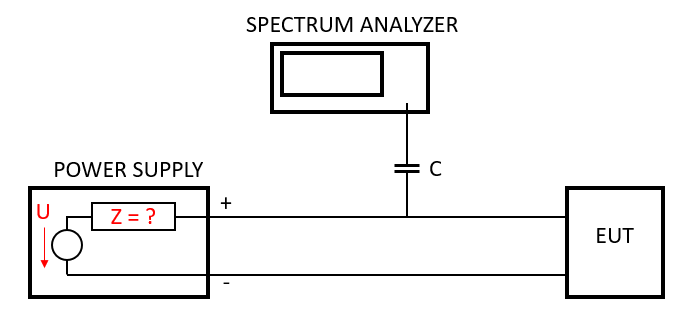 SPECTRUM ANALYZER
C
POWER SUPPLY
+
U
Z = ?
EUT
-